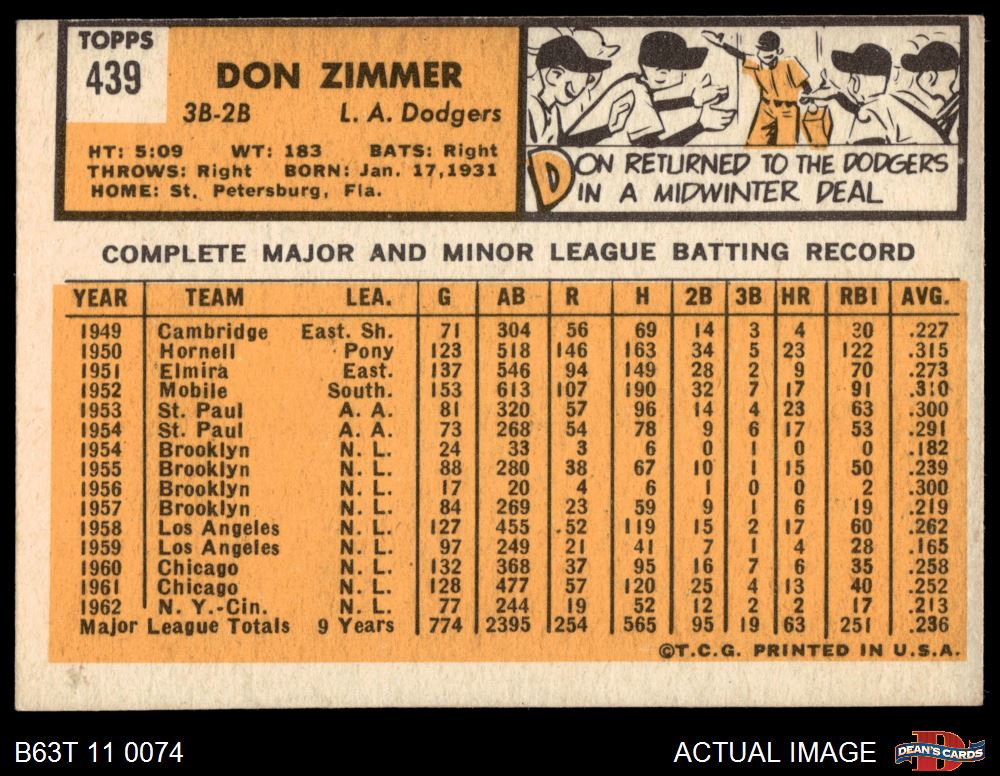 TOPPS
439
DON ZIMMER
3B-2B L. A. Dodgers
HT: 5:09 WT: 183 BATS: Right
THROWS: Right BORN: Jan. 17, 1931
HOME: St. Petersburg, Fla.
DON RETURNED TO THE DODGERS
IN A MIDWINTER DEAL
COMPLETE MAJOR AND MINOR LEAGUE BATTING RECORD
YEAR TEAM LEA. G AB R H 2B 3B HR RBI AVG.
1949 Cambridge East. Sh. 71 304 56 69 14 3 4 30 .227
1950 Hornell Pony 123 518 146 163 34 5 23 122 .315
1951 Elmira East. 137 546 94 149 28 2 9 70 .273
1952 Mobile South. 153 613 107 190 32 7 17 91 .310
1953 St. Paul A. A. 81 320 57 96 14 4 23 63 .300
1954 St. Paul A. A. 73 268 54 78 9 6 17 53 .291
1954 Brooklyn N. L. 24 33 3 6 0 1 0 0 .182
1955 Brooklyn N. L. 88 280 38 67 10 1 15 50 .239
1956 Brooklyn N. L. 17 20 4 6 1 0 0 2 .300
1957 Brooklyn N. L. 84 269 23 59 9 1 6 19 .219
1958 Los Angeles N. L. 127 455 52 119 15 2 17 60 .262
1959 Los Angeles N. L. 97 249 21 41 7 1 4 28 .165
1960 Chicago N. L. 132 368 37 95 16 7 6 35 .258
1961 Chicago N. L. 128 477 57 120 25 4 13 40 .252
1962 N. Y.-Cin. N. L. 77 244 19 52 12 2 2 17 .213
Major League Totals 9 Years 774 2395 254 565 95 19 63 251 .236
©T.C.G. PRINTED IN U.S.A.
B63T 11 0074 ACTUAL IMAGE DEAN'S CARDS